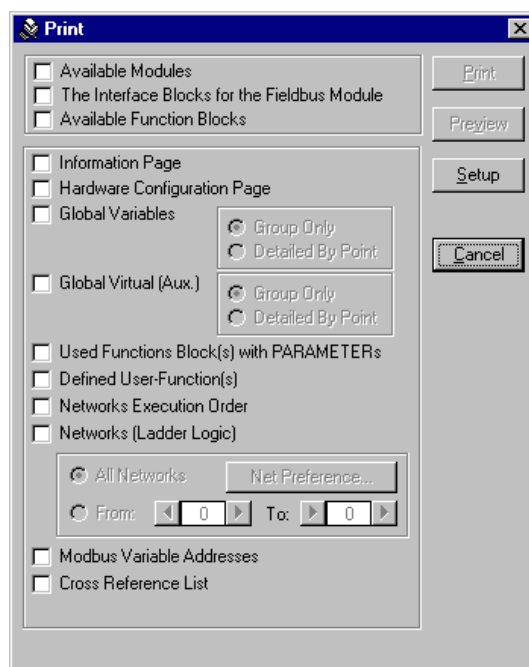 Print
Available Modules
The Interface Blocks for the Fieldbus Module
Available Function Blocks
Print
Preview
Setup
Cancel
Information Page
Hardware Configuration Page
Global Variables
Group Only
Detailed By Point
Global Virtual (Aux.)
Group Only
Detailed By Point
Used Functions Block(s) with PARAMETERs
Defined User-Function(s)
Networks Execution Order
Networks (Ladder Logic)
All Networks Net Preference...
From: 0 To: 0
Modbus Variable Addresses
Cross Reference List